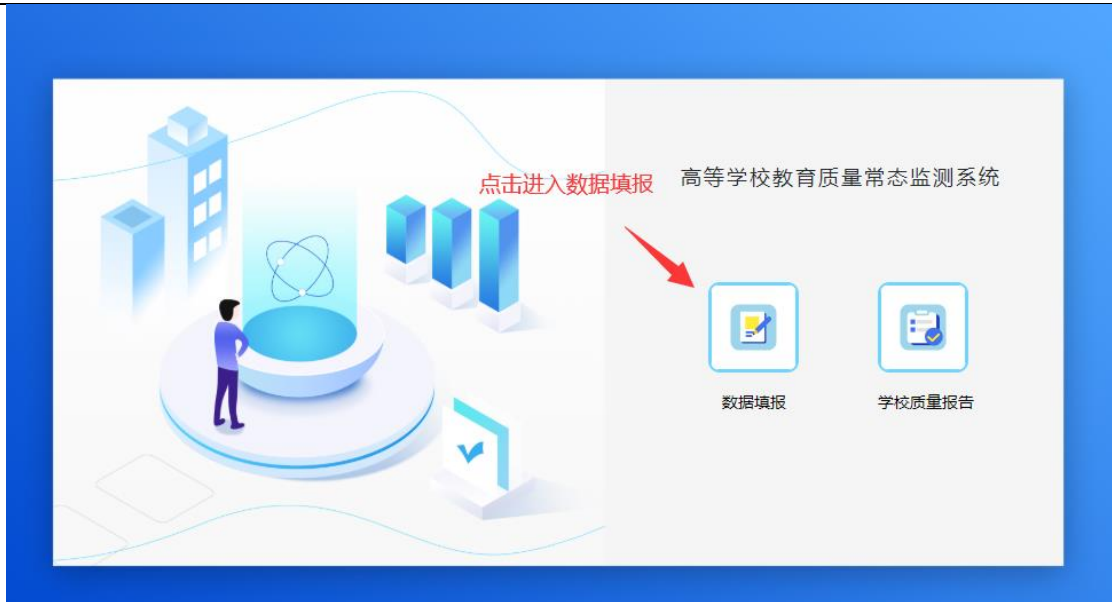 点击进入数据填报
高等学校教育质量常态监测系统
数据填报
学校质量报告